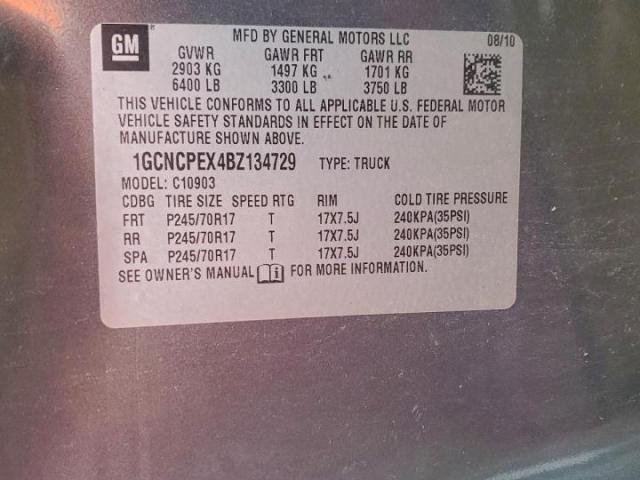 GM
MFD BY GENERAL MOTORS LLC 08/10
GVWR GAWR FRT GAWR RR
2903 KG 1497 KG 1701 KG
6400 LB 3300 LB 3750 LB
THIS VEHICLE CONFORMS TO ALL APPLICABLE U.S. FEDERAL MOTOR
VEHICLE SAFETY STANDARDS IN EFFECT ON THE DATE OF
MANUFACTURE SHOWN ABOVE.
1GCNCPEX4BZ134729 TYPE: TRUCK
MODEL: C10903
CDBG TIRE SIZE SPEED RTG RIM COLD TIRE PRESSURE
FRT P245/70R17 T 17X7.5J 240KPA(35PSI)
RR P245/70R17 T 17X7.5J 240KPA(35PSI)
SPA P245/70R17 T 17X7.5J 240KPA(35PSI)
SEE OWNER'S MANUAL FOR MORE INFORMATION.